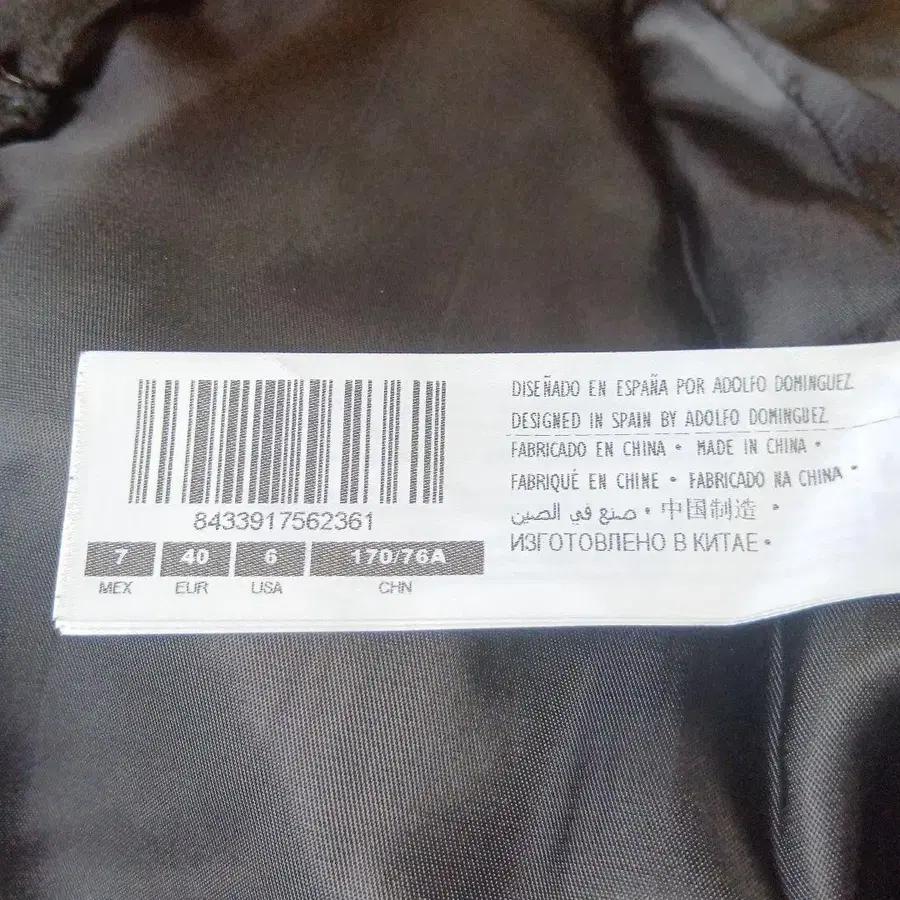 8433917562361
7 40 6 170/76A
MEX EUR USA CHN
DISEÑADO EN ESPAÑA POR ADOLFO DOMINGUEZ
DESIGNED IN SPAIN BY ADOLFO DOMINGUEZ
FABRICADO EN CHINA • MADE IN CHINA •
FABRIQUÉ EN CHINE • FABRICADO NA CHINA •
صنع في الصين • 中国制造 •
ИЗГОТОВЛЕНО В КИТАЕ •